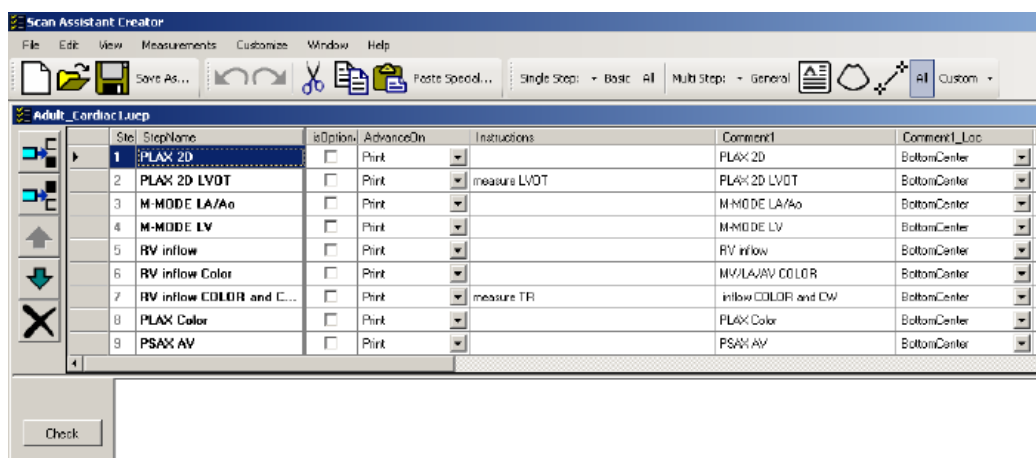 Scan Assistant Creator
File Edit View Measurements Customize Window Help
Save As... Paste Special... Single Step: Basic All Multi Step: General All Custom
Adult_Cardiac1.ucp
Ste StepName isOption AdvanceOn Instructions Comment1 Comment1_Loc
1 PLAX 2D Print PLAX 2D BottomCenter
2 PLAX 2D LVOT Print measure LVOT PLAX 2D LVOT BottomCenter
3 M-MODE LA/Ao Print M-MODE LA/Ao BottomCenter
4 M-MODE LV Print M-MODE LV BottomCenter
5 RV inflow Print RV inflow BottomCenter
6 RV inflow Color Print MV/LA/AV COLOR BottomCenter
7 RV inflow COLOR and C... Print measure TR inflow COLOR and CW BottomCenter
8 PLAX Color Print PLAX Color BottomCenter
9 PSAX AV Print PSAX AV BottomCenter
Check